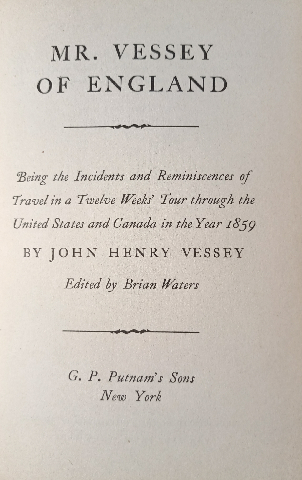 MR. VESSEY
OF ENGLAND
Being the Incidents and Reminiscences of
Travel in a Twelve Weeks' Tour through the
United States and Canada in the Year 1859
BY JOHN HENRY VESSEY
Edited by Brian Waters
G. P. Putnam's Sons
New York